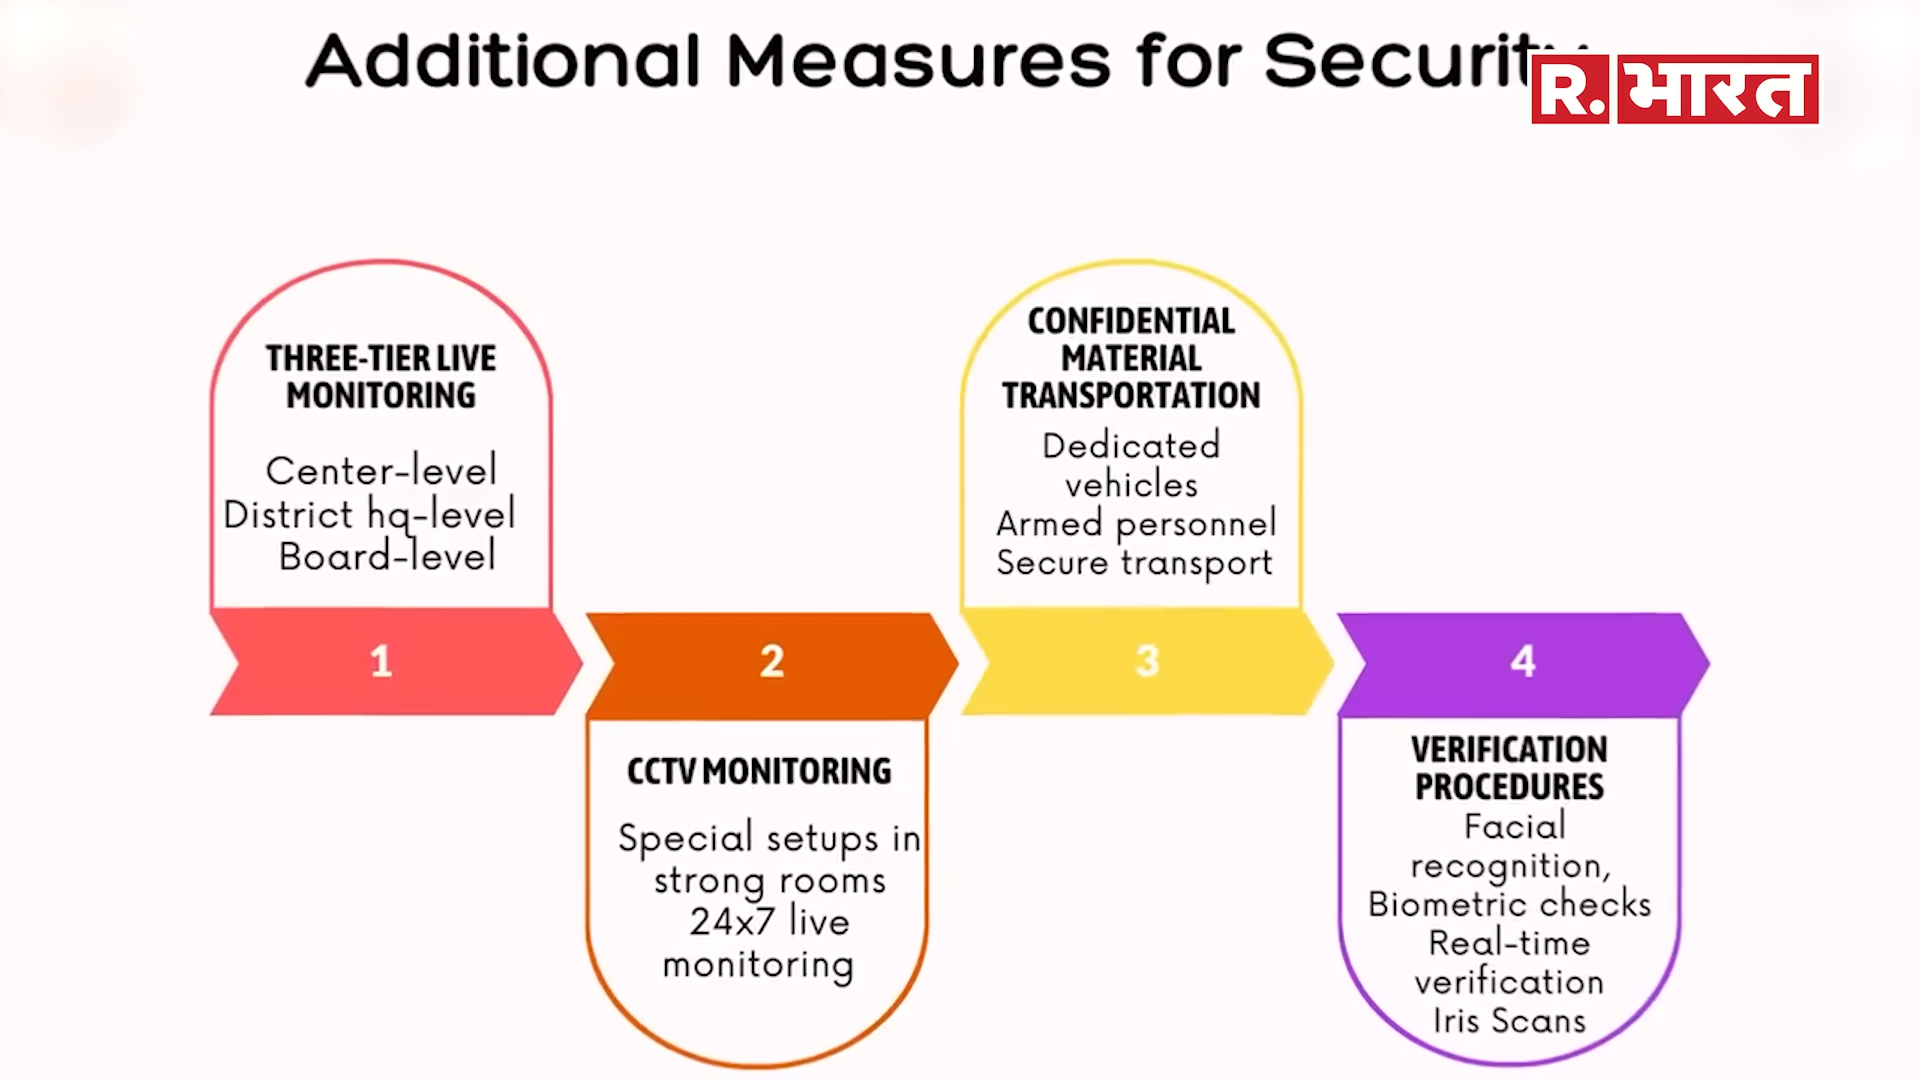 Additional Measures for Security
R. भारत
THREE-TIER LIVE
MONITORING
Center-level
District hq-level
Board-level
1
2
CCTV MONITORING
Special setups in
strong rooms
24x7 live
monitoring
CONFIDENTIAL
MATERIAL
TRANSPORTATION
Dedicated
vehicles
Armed personnel
Secure transport
3
4
VERIFICATION
PROCEDURES
Facial
recognition,
Biometric checks
Real-time
verification
Iris Scans